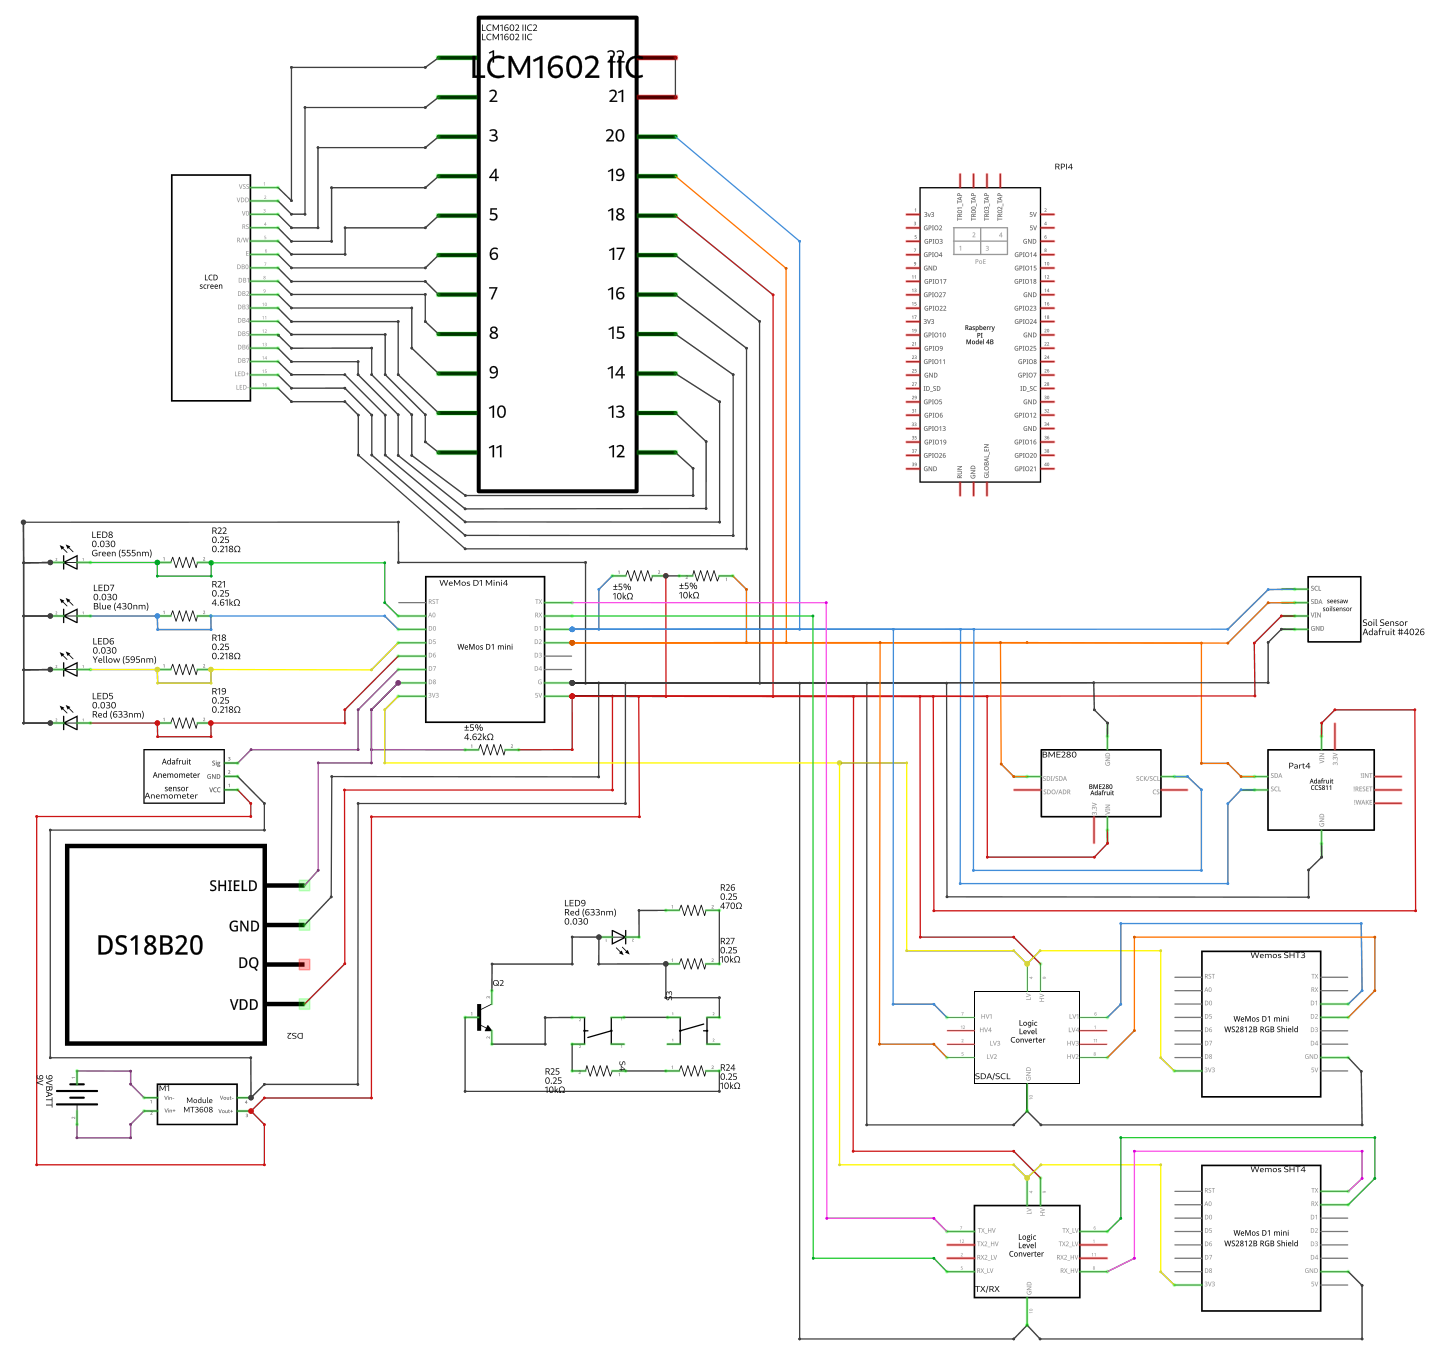 LCM1602 IIC2
LCM1602 IIC
LCM1602 IIC
1
2
3
4
5
6
7
8
9
10
11
22
21
20
19
18
17
16
15
14
13
12
LCD
screen
VSS
VDD
V0
RS
R/W
E
DB0
DB1
DB2
DB3
DB4
DB5
DB6
DB7
LED+
LED-
RPI4
TR01_TAP
TR00_TAP
TR03_TAP
TR02_TAP
2
4
1
3
PoE
Raspberry
PI
Model 4B
3v3
GPIO2
GPIO3
GPIO4
GND
GPIO17
GPIO27
GPIO22
3V3
GPIO10
GPIO9
GPIO11
GND
ID_SD
GPIO5
GPIO6
GPIO13
GPIO19
GPIO26
GND
5V
5V
GND
GPIO14
GPIO15
GPIO18
GND
GPIO23
GPIO24
GND
GPIO25
GPIO8
GPIO7
ID_SC
GND
GPIO12
GND
GPIO16
GPIO20
GPIO21
RUN
GND
GLOBAL_EN
LED8
0.030
Green (555nm)
R22
0.25
0.218Ω
LED7
0.030
Blue (430nm)
R21
0.25
4.61kΩ
LED6
0.030
Yellow (595nm)
R18
0.25
0.218Ω
LED5
0.030
Red (633nm)
R19
0.25
0.218Ω
WeMos D1 Mini4
WeMos D1 mini
RST
A0
D0
D5
D6
D7
D8
3V3
TX
RX
D1
D2
D3
D4
G
5V
±5%
10kΩ
±5%
10kΩ
±5%
4.62kΩ
seesaw
soilsensor
SCL
SDA
VIN
GND
Soil Sensor
Adafruit #4026
Adafruit
Anemometer
sensor
Anemometer
Sig
GND
VCC
DS18B20
SHIELD
GND
DQ
VDD
DS2
9VBATT
9V
M1
Module
MT3608
Vin-
Vin+
Vout-
Vout+
BME280
BME280
Adafruit
GND
SDI/SDA
SDO/ADR
SCK/SCL
CS
3.3V
VIN
Part4
Adafruit
CCS811
VIN
3.3V
SDA
SCL
!INT
!RESET
!WAKE
GND
LED9
Red (633nm)
0.030
R26
0.25
470Ω
R27
0.25
10kΩ
Q2
S3
S4
R25
0.25
10kΩ
R24
0.25
10kΩ
LV
HV
HV1
HV4
LV3
LV2
LV1
LV4
HV3
HV2
Logic
Level
Converter
GND
SDA/SCL
Wemos SHT3
WeMos D1 mini
WS2812B RGB Shield
RST
A0
D0
D5
D6
D7
D8
3V3
TX
RX
D1
D2
D3
D4
GND
5V
LV
HV
TX_HV
TX2_HV
RX2_LV
RX_LV
TX_LV
TX2_LV
RX2_HV
RX_HV
Logic
Level
Converter
GND
TX/RX
Wemos SHT4
WeMos D1 mini
WS2812B RGB Shield
RST
A0
D0
D5
D6
D7
D8
3V3
TX
RX
D1
D2
D3
D4
GND
5V